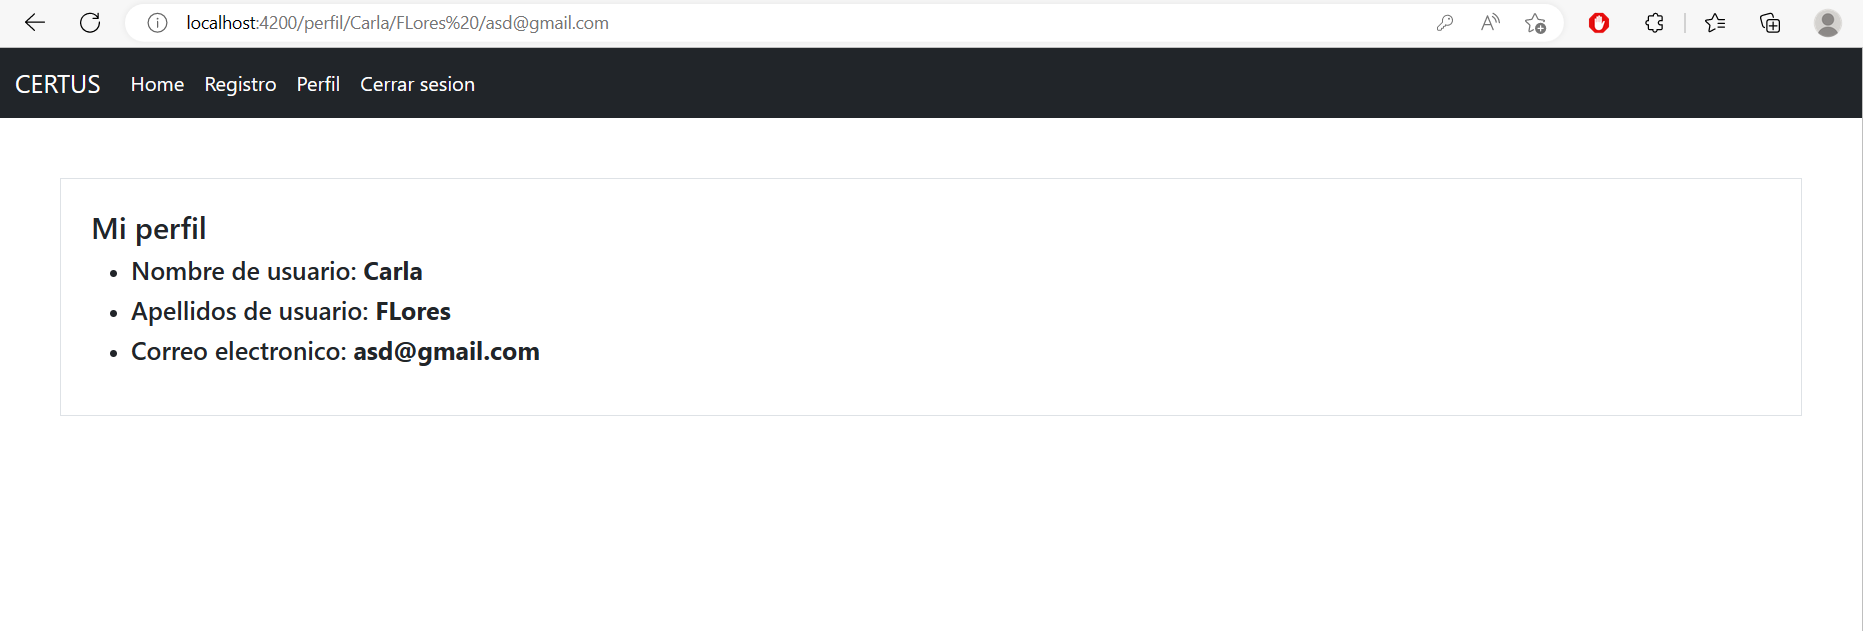 localhost:4200/perfil/Carla/FLores%20/asd@gmail.com
CERTUS Home Registro Perfil Cerrar sesion
Mi perfil
• Nombre de usuario: Carla
• Apellidos de usuario: FLores
• Correo electronico: asd@gmail.com